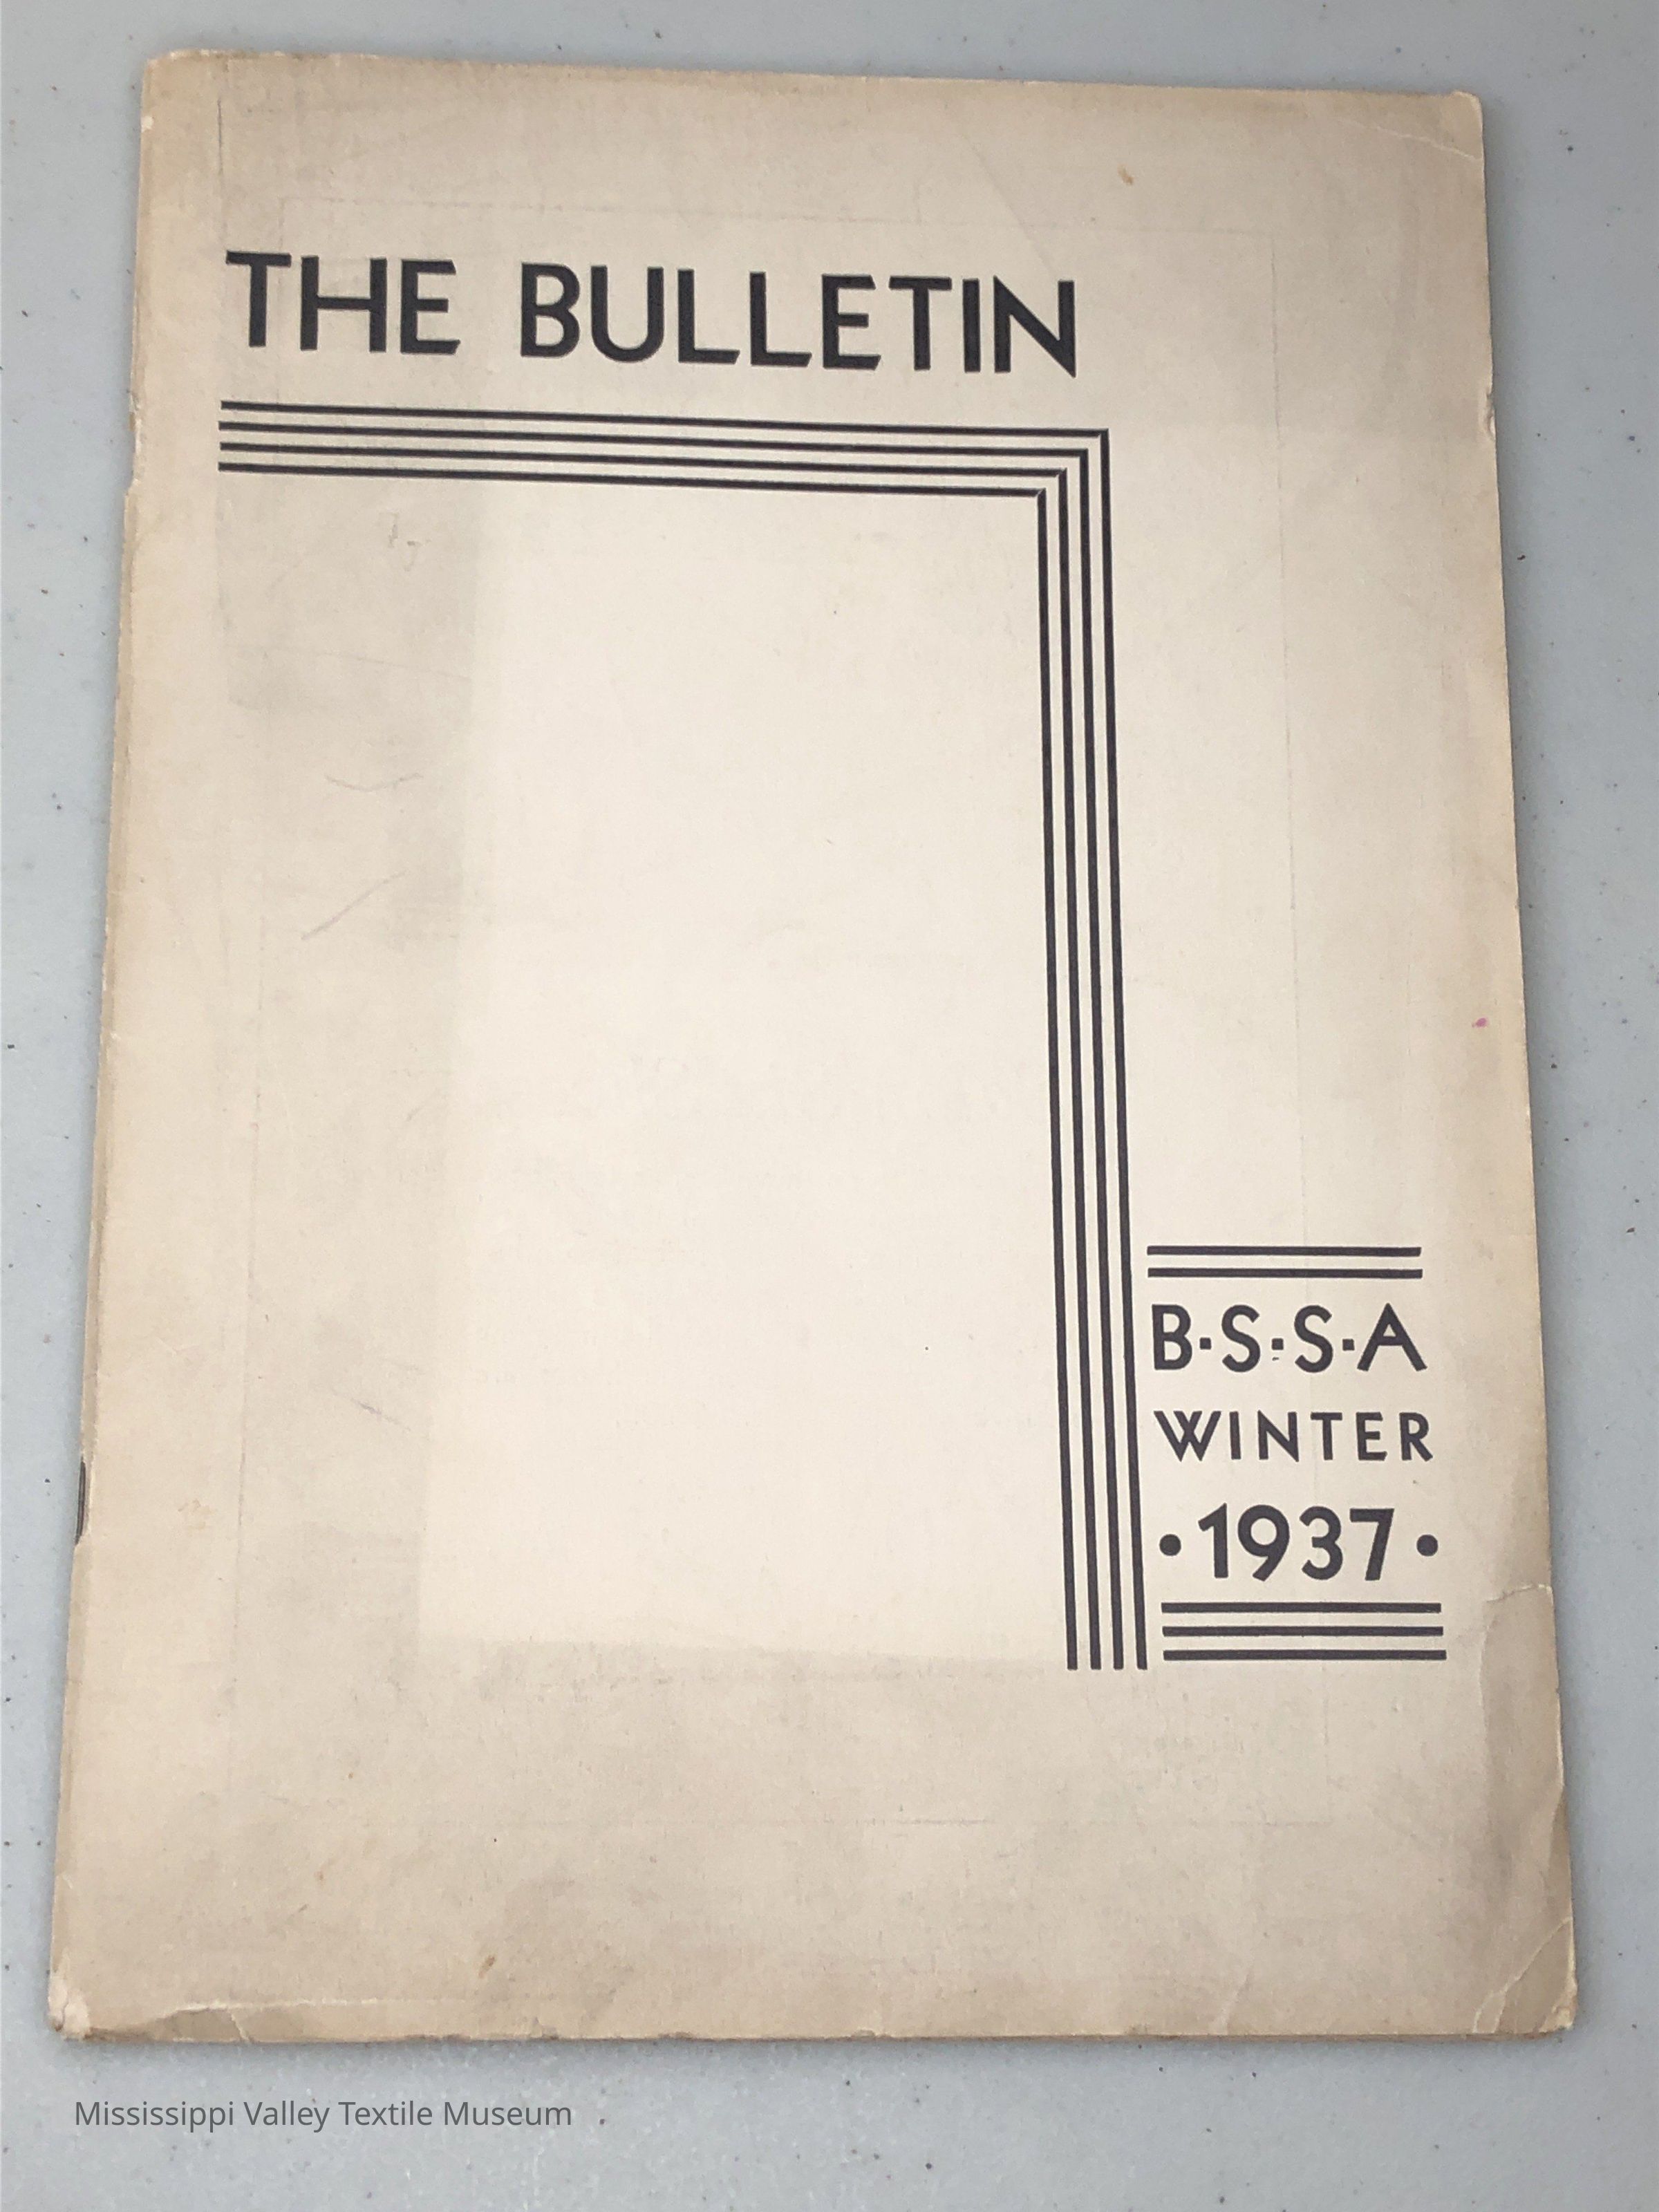 THE BULLETIN
B·S·S·A
WINTER
·1937·
Mississippi Valley Textile Museum